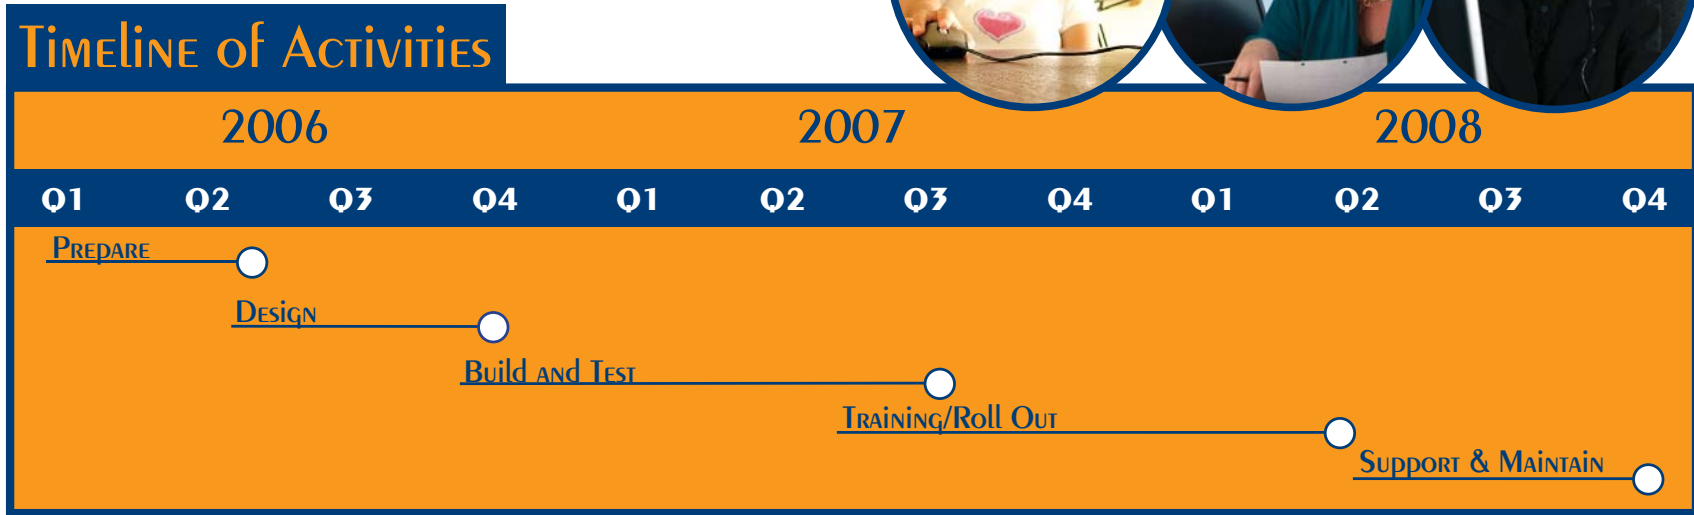 Timeline of Activities
2006 2007 2008
Q1 Q2 Q3 Q4 Q1 Q2 Q3 Q4 Q1 Q2 Q3 Q4
Prepare
Design
Build and Test
Training/Roll Out
Support & Maintain